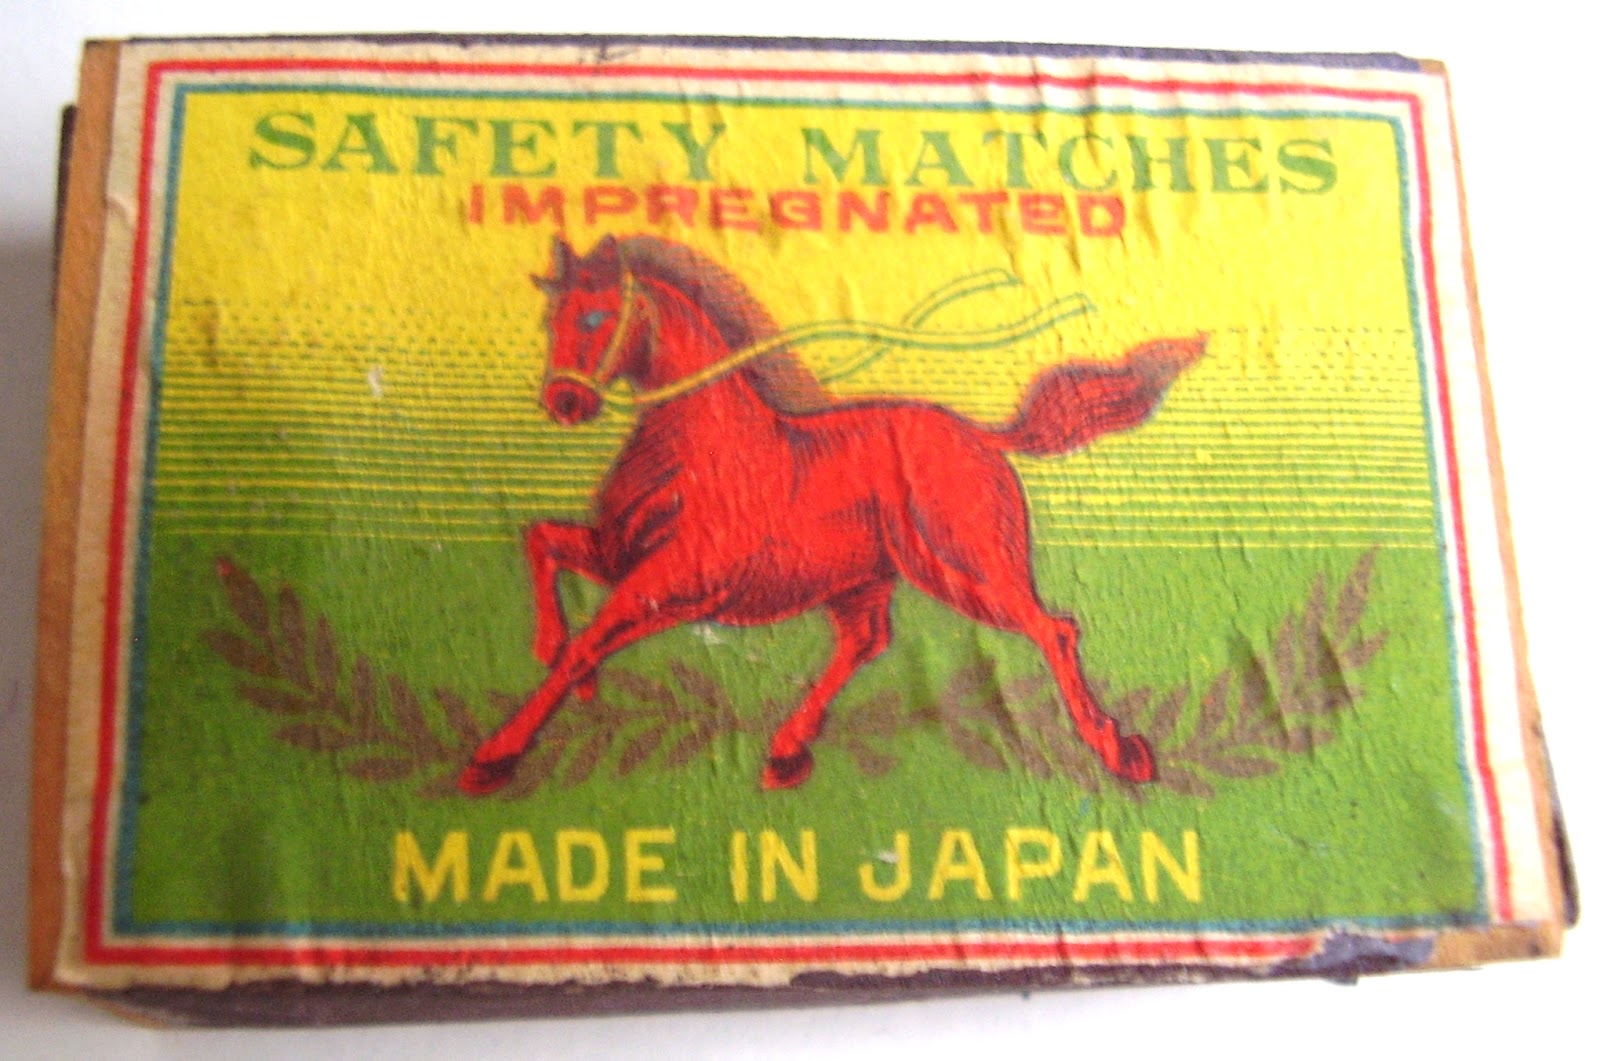 SAFETY MATCHES
IMPREGNATED
MADE IN JAPAN